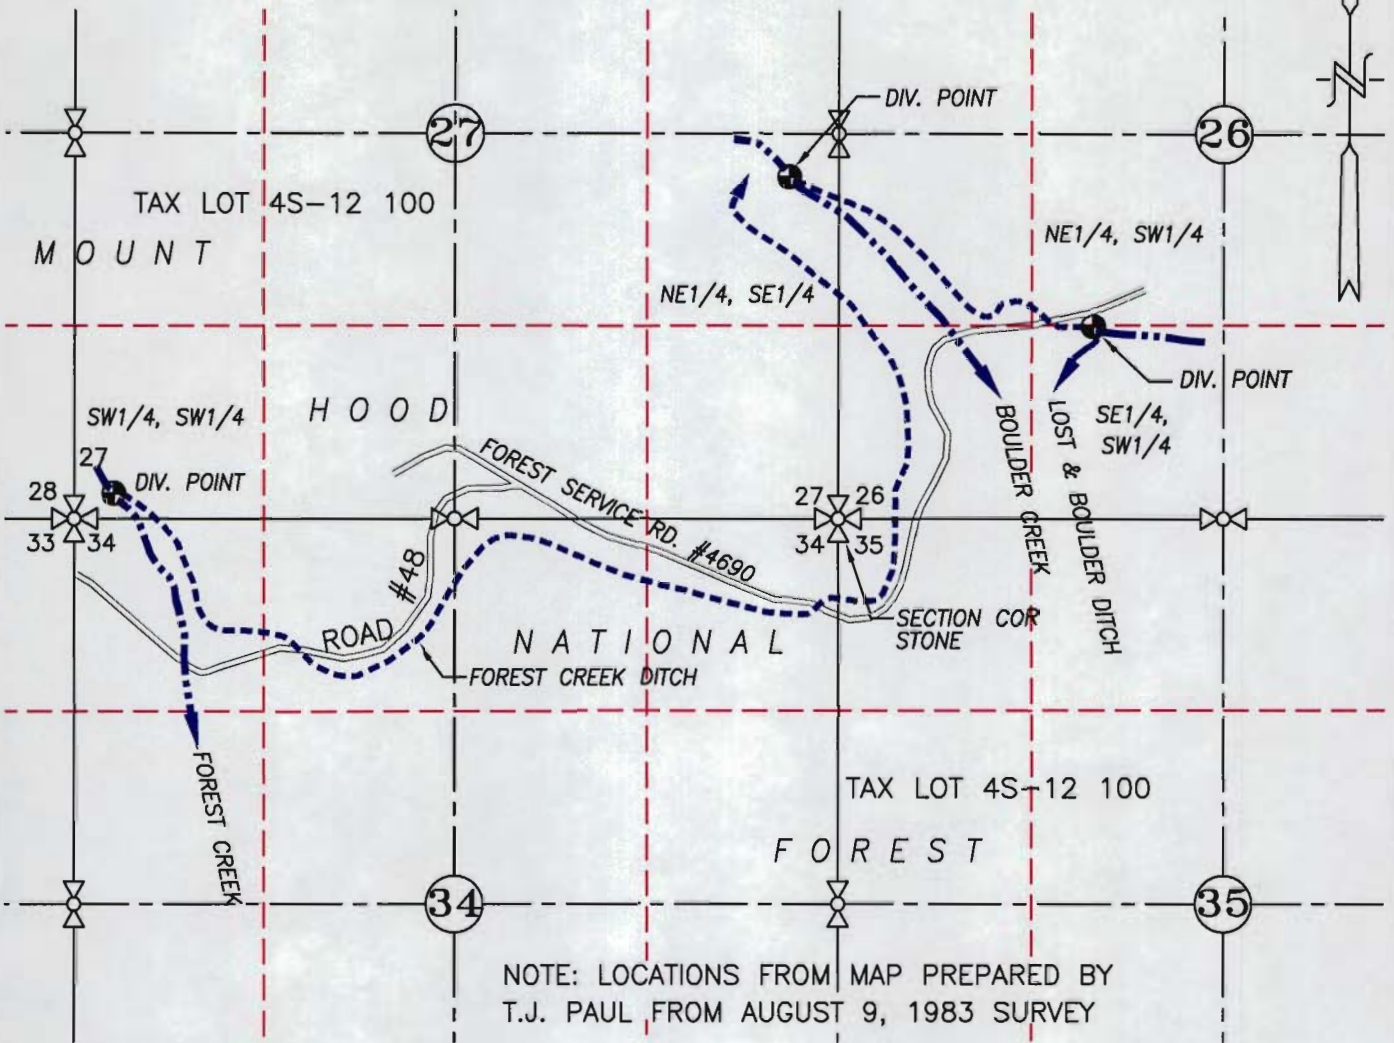 N
DIV. POINT
27
26
TAX LOT 4S-12 100
MOUNT
NE1/4, SW1/4
NE1/4, SE1/4
DIV. POINT
SW1/4, SW1/4
HOOD
SE1/4,
SW1/4
BOULDER CREEK
LOST & BOULDER DITCH
27
DIV. POINT
28
33 34
FOREST SERVICE RD. #4690
27 26
34 35
#48
ROAD
SECTION COR
STONE
NATIONAL
FOREST CREEK DITCH
FOREST CREEK
TAX LOT 4S-12 100
FOREST
34
35
NOTE: LOCATIONS FROM MAP PREPARED BY
T.J. PAUL FROM AUGUST 9, 1983 SURVEY